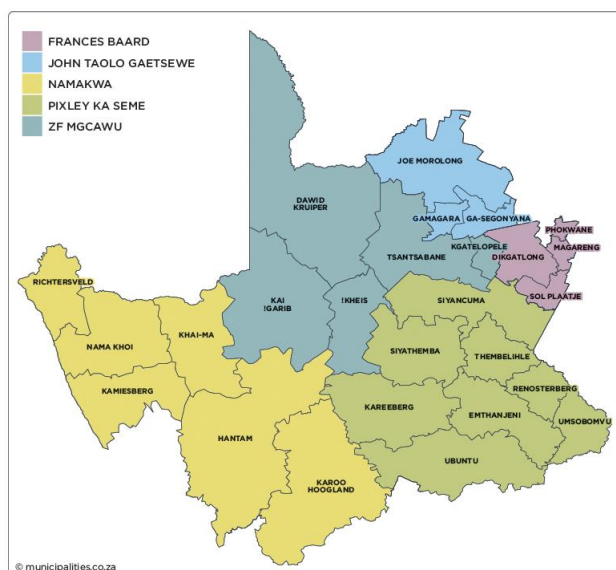 FRANCES BAARD
JOHN TAOLO GAETSEWE
NAMAKWA
PIXLEY KA SEME
ZF MGCAWU
JOE MOROLONG
DAWID
KRUIPER
GAMAGARA
GA-SEGONYANA
PHOKWANE
KGATELOPELE
MAGARENG
TSANTSABANE
DIKGATLONG
RICHTERSVELD
KAI
!GARIB
!KHEIS
SIYANCUMA
SOL PLAATJE
NAMA KHOI
KHAI-MA
SIYATHEMBA
THEMBELIHLE
KAMIESBERG
RENOSTERBERG
KAREEBERG
EMTHANJENI
UMSOBOMVU
HANTAM
UBUNTU
KAROO
HOOGLAND
© municipalities.co.za